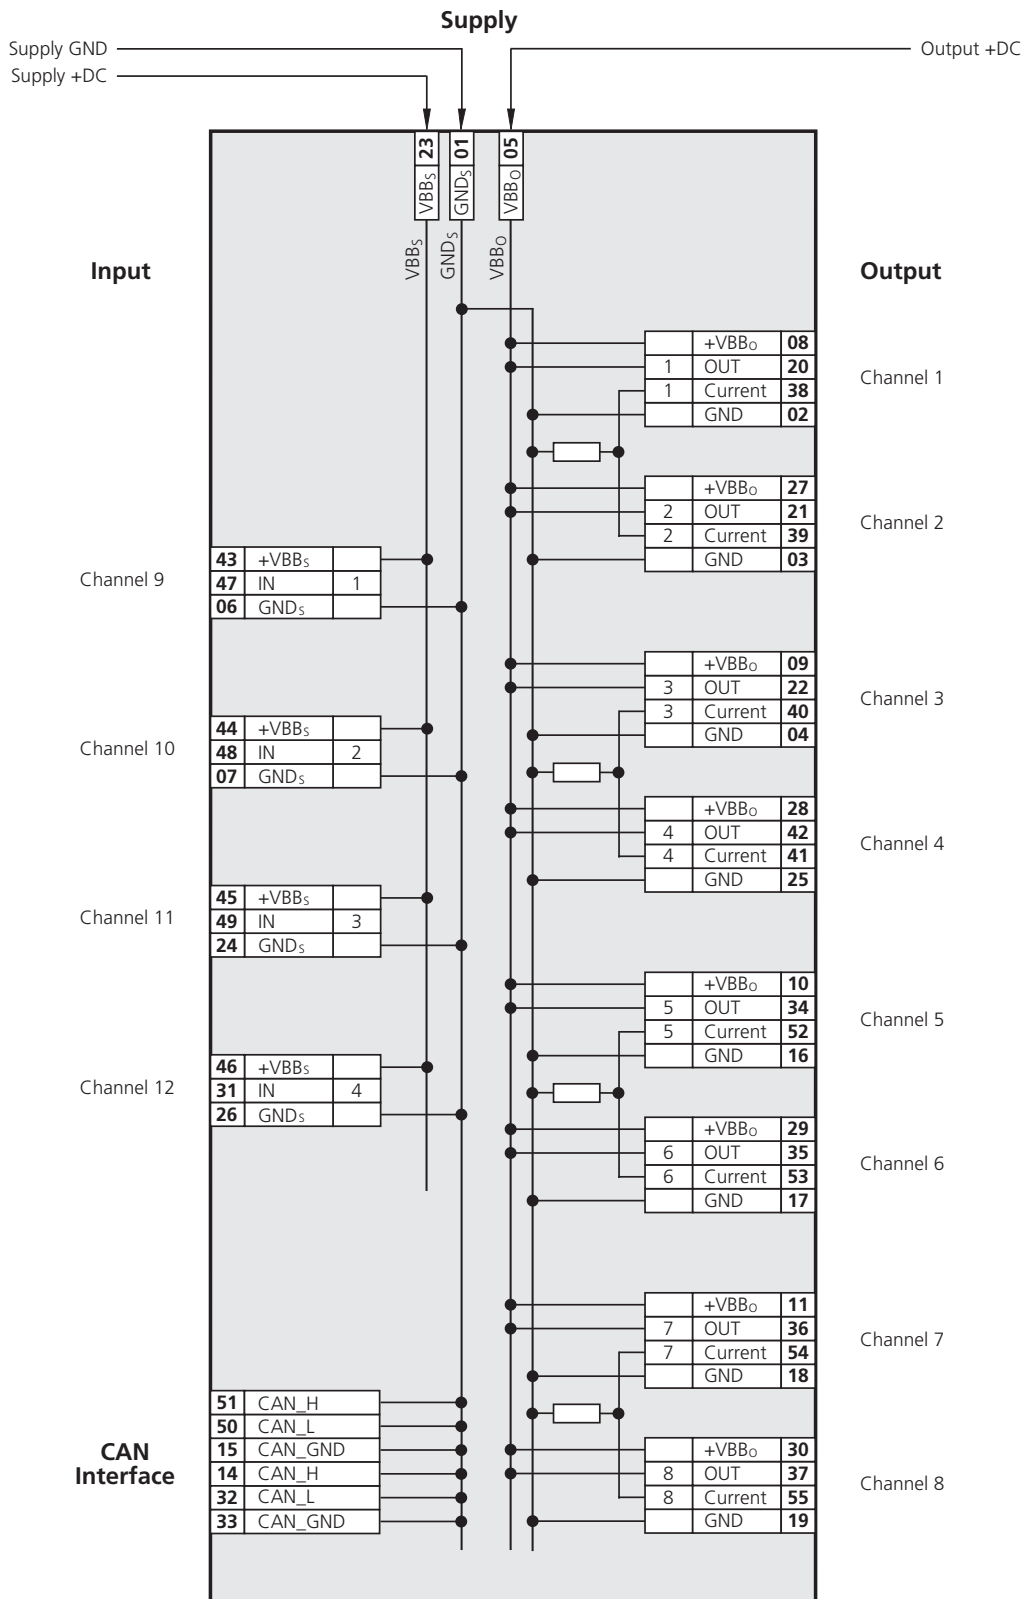 Supply
Supply GND
Output +DC
Supply +DC
23 01 05
VBBS GNDS VBBO
VBBS GNDS VBBO
Input
Output
+VBBO 08
1 OUT 20
1 Current 38
GND 02
Channel 1
+VBBO 27
2 OUT 21
2 Current 39
GND 03
Channel 2
Channel 9
43 +VBBS
47 IN 1
06 GNDS
+VBBO 09
3 OUT 22
3 Current 40
GND 04
Channel 3
Channel 10
44 +VBBS
48 IN 2
07 GNDS
+VBBO 28
4 OUT 42
4 Current 41
GND 25
Channel 4
Channel 11
45 +VBBS
49 IN 3
24 GNDS
+VBBO 10
5 OUT 34
5 Current 52
GND 16
Channel 5
Channel 12
46 +VBBS
31 IN 4
26 GNDS
+VBBO 29
6 OUT 35
6 Current 53
GND 17
Channel 6
+VBBO 11
7 OUT 36
7 Current 54
GND 18
Channel 7
CAN
Interface
51 CAN_H
50 CAN_L
15 CAN_GND
14 CAN_H
32 CAN_L
33 CAN_GND
+VBBO 30
8 OUT 37
8 Current 55
GND 19
Channel 8